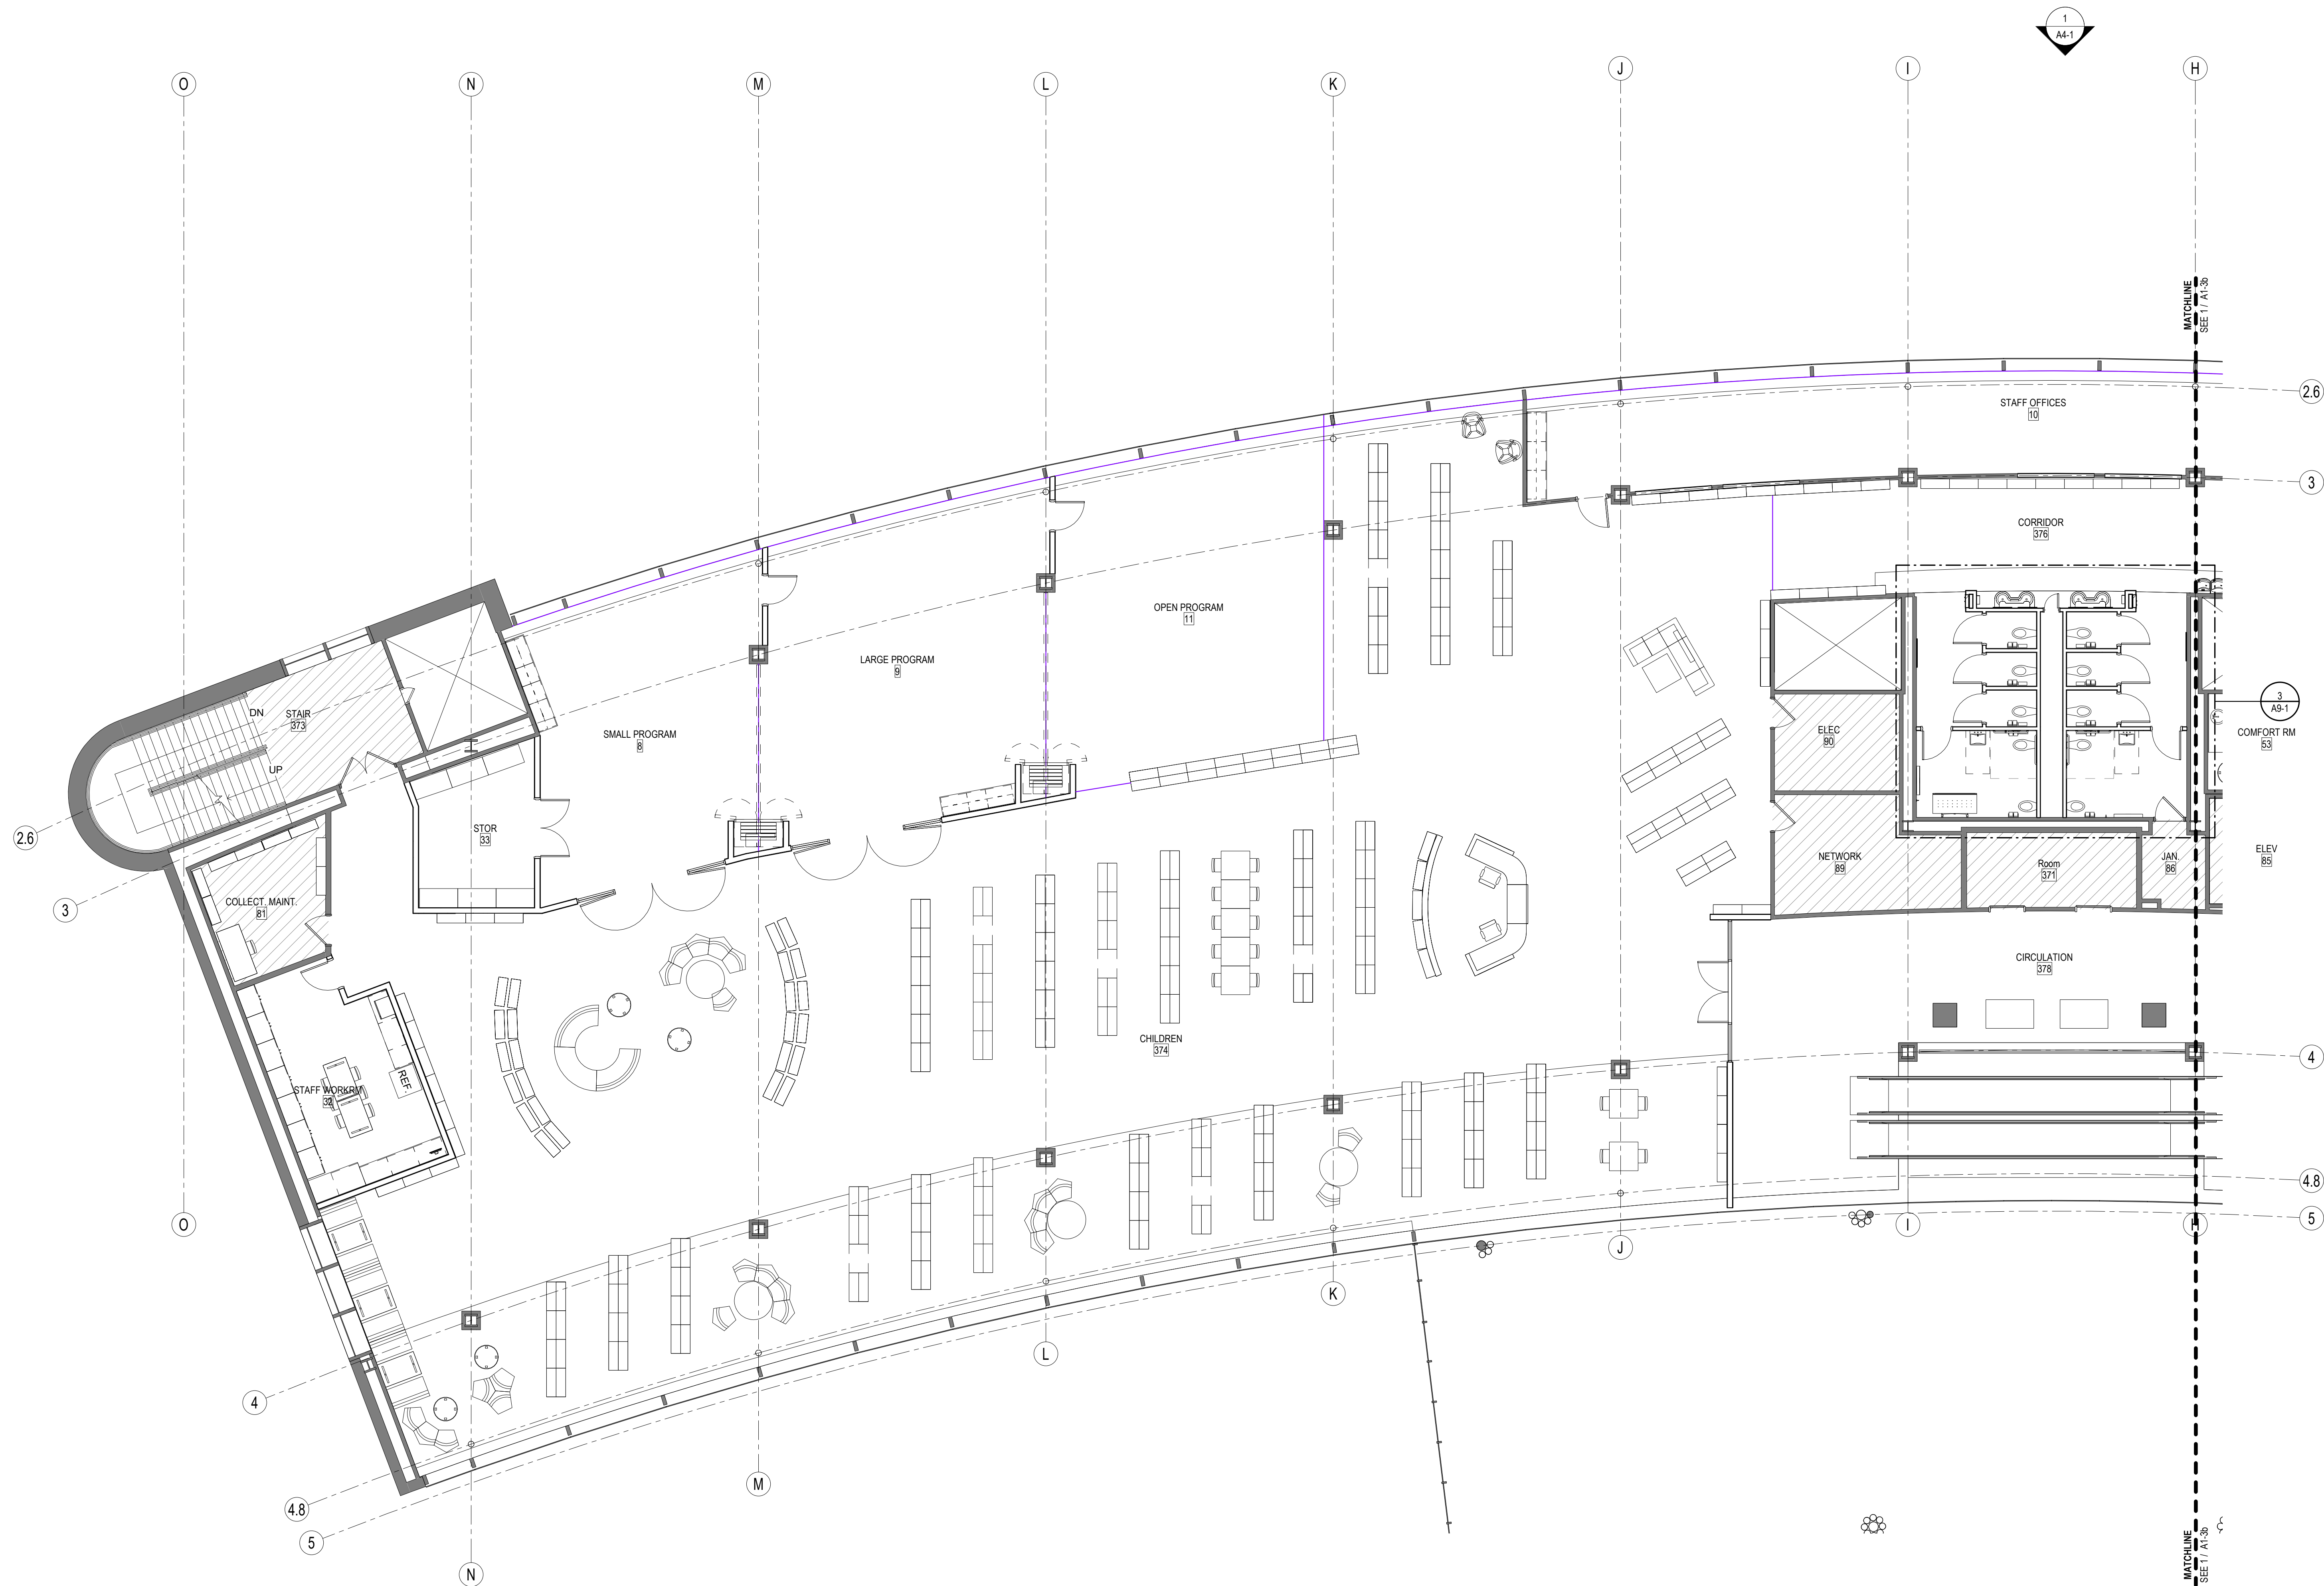 1
A4-1
O
N
M
L
K
J
I
H
MATCHLINE
SEE 1 / A1-3b
2.6
STAFF OFFICES
10
3
CORRIDOR
376
OPEN PROGRAM
11
LARGE PROGRAM
9
3
A9-1
DN
STAIR
373
SMALL PROGRAM
8
ELEC
90
COMFORT RM
53
UP
STOR
33
2.6
NETWORK
89
Room
371
JAN.
86
ELEV
85
3
COLLECT. MAINT.
81
CIRCULATION
378
CHILDREN
374
4
REF.
STAFF WORKRM
32
4.8
O
J
I
H
5
K
L
4
M
4.8
5
N
MATCHLINE
SEE 1 / A1-3b